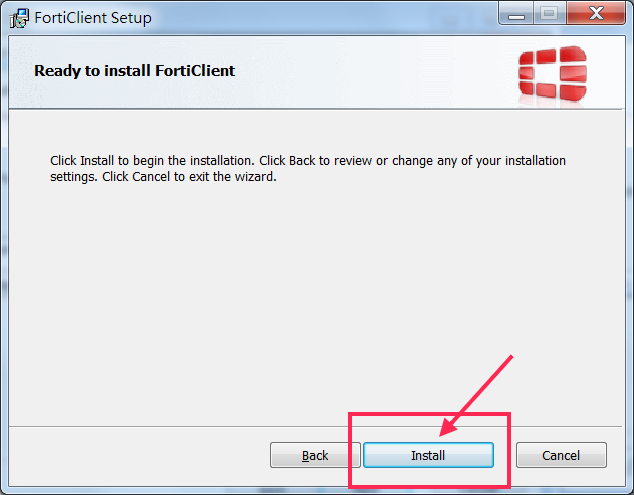 FortiClient Setup
Ready to install FortiClient
Click Install to begin the installation. Click Back to review or change any of your installation
settings. Click Cancel to exit the wizard.
Back Install Cancel